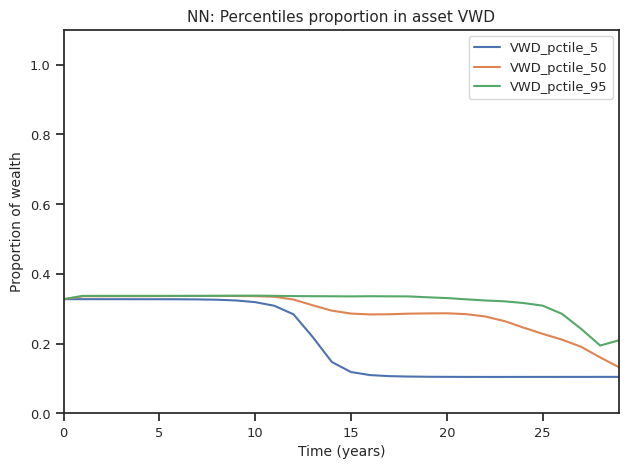 NN: Percentiles proportion in asset VWD
VWD_pctile_5
VWD_pctile_50
VWD_pctile_95
Proportion of wealth
1.0
0.8
0.6
0.4
0.2
0.0
0 5 10 15 20 25
Time (years)